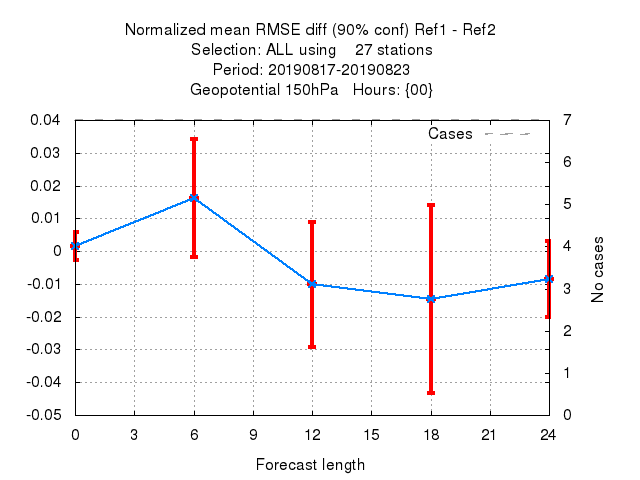 Normalized mean RMSE diff (90% conf) Ref1 - Ref2
Selection: ALL using    27 stations
Period: 20190817-20190823
Geopotential 150hPa   Hours: {00}
Cases
0.04
0.03
0.02
0.01
0
-0.01
-0.02
-0.03
-0.04
-0.05
7
6
5
4
3
2
1
0
No cases
0 3 6 9 12 15 18 21 24
Forecast length